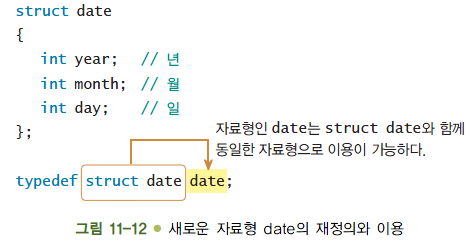 struct date
{
int year; // 년
int month; // 월
int day; // 일
};
자료형인 date는 struct date와 함께
동일한 자료형으로 이용이 가능하다.
typedef struct date date;
그림 11-12 ● 새로운 자료형 date의 재정의와 이용